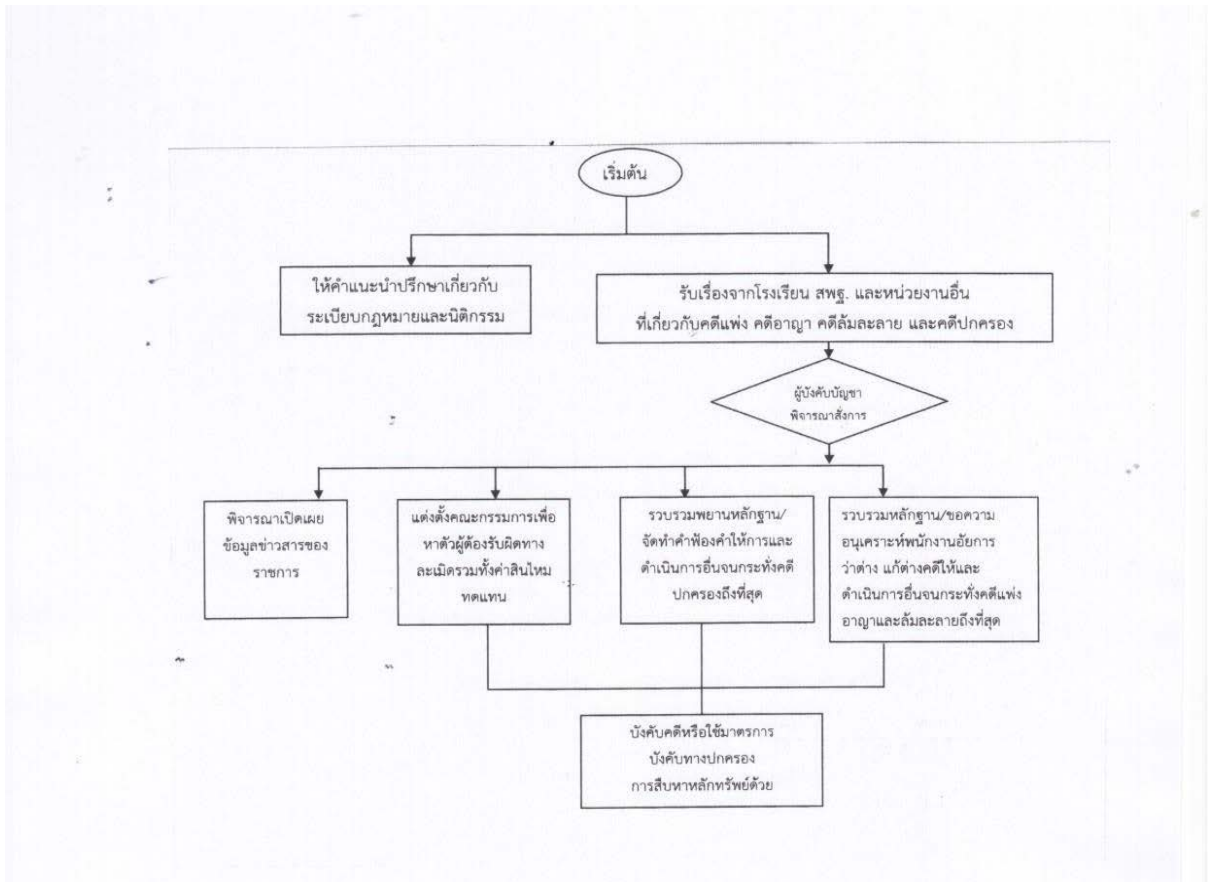 เริ่มต้น
ให้คำแนะนำปรึกษาเกี่ยวกับ
ระเบียบกฎหมายและนิติกรรม
รับเรื่องจากโรงเรียน สพฐ. และหน่วยงานอื่น
ที่เกี่ยวกับคดีแพ่ง คดีอาญา คดีล้มละลาย และคดีปกครอง
ผู้บังคับบัญชา
พิจารณาสั่งการ
พิจารณาเปิดเผย
ข้อมูลข่าวสารของ
ราชการ
แต่งตั้งคณะกรรมการเพื่อ
หาตัวผู้ต้องรับผิดทาง
ละเมิดรวมทั้งค่าสินไหม
ทดแทน
รวบรวมพยานหลักฐาน/
จัดทำคำฟ้องคำให้การและ
ดำเนินการอื่นจนกระทั่งคดี
ปกครองถึงที่สุด
รวบรวมหลักฐาน/ขอความ
อนุเคราะห์พนักงานอัยการ
ว่าต่าง แก้ต่างคดีให้และ
ดำเนินการอื่นจนกระทั่งคดีแพ่ง
อาญาและล้มละลายถึงที่สุด
บังคับคดีหรือใช้มาตรการ
บังคับทางปกครอง
การสืบหาหลักทรัพย์ด้วย